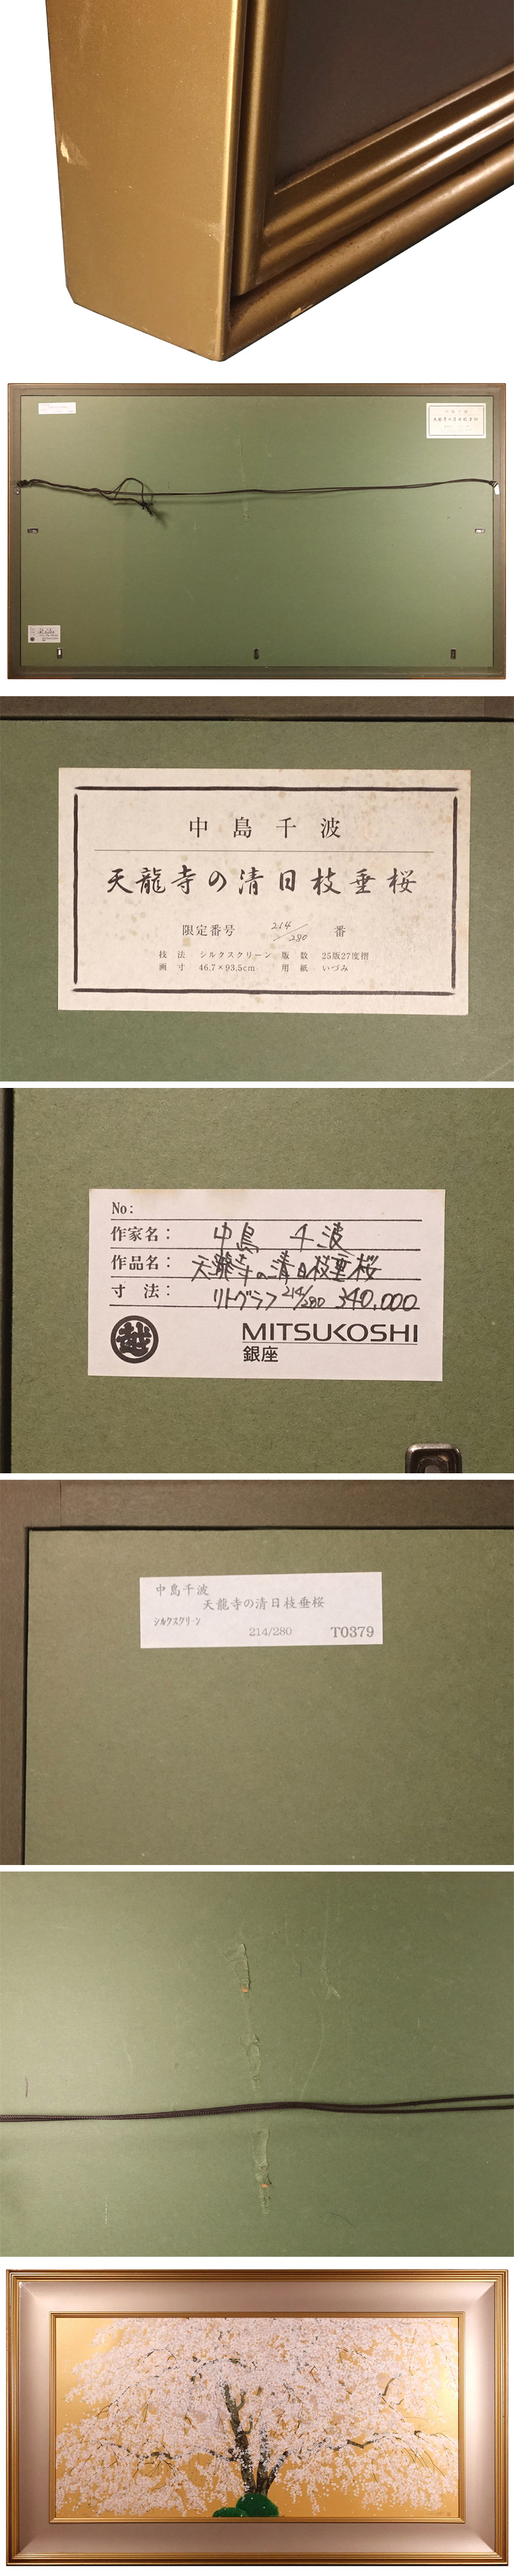 中島千波
天龍寺の清日枝垂桜
限定番号 214/280 番
技法 シルクスクリーン 版数 25版27度摺
画寸 46.7×93.5cm 用紙 いづみ
No:
作家名: 中島 千波
作品名: 天龍寺の清日枝垂桜
寸法: リトグラフ 214/280 340,000
越 MITSUKOSHI
銀座
中島千波
天龍寺の清日枝垂桜
シルクスクリーン
214/280 T0379